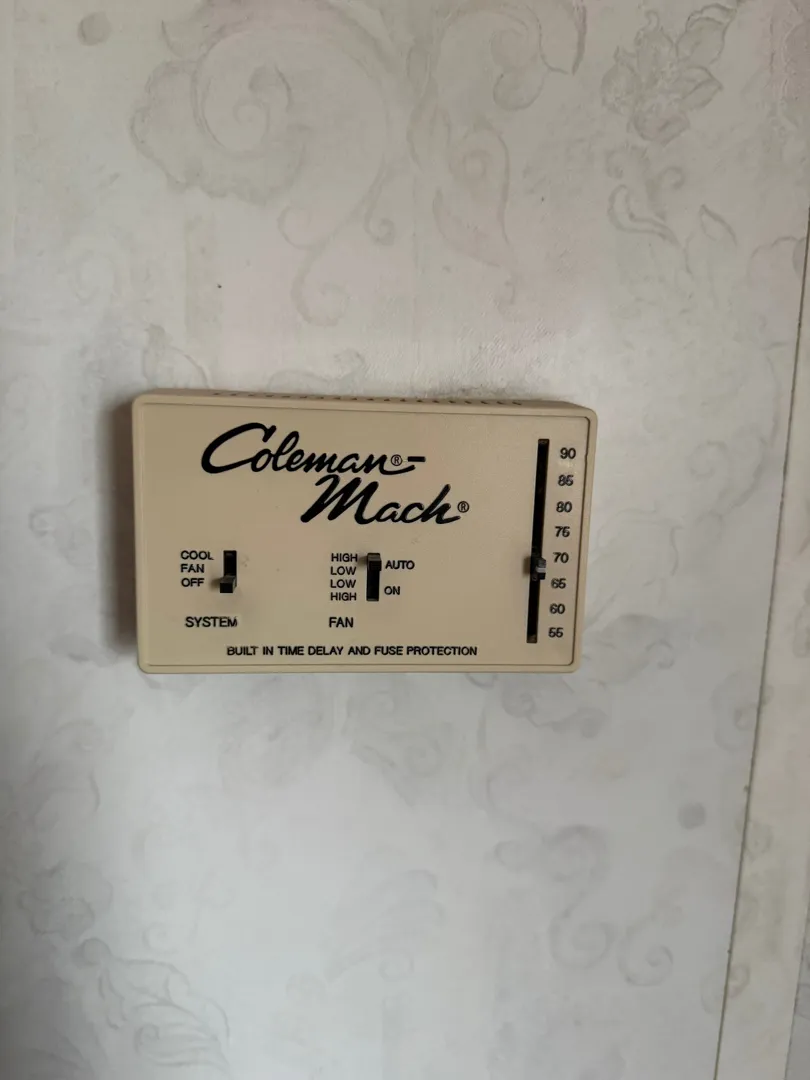 Coleman®-
Mach®
COOL
FAN
OFF
SYSTEM
HIGH
LOW
LOW
HIGH
AUTO
ON
FAN
90
85
80
75
70
65
60
55
BUILT IN TIME DELAY AND FUSE PROTECTION